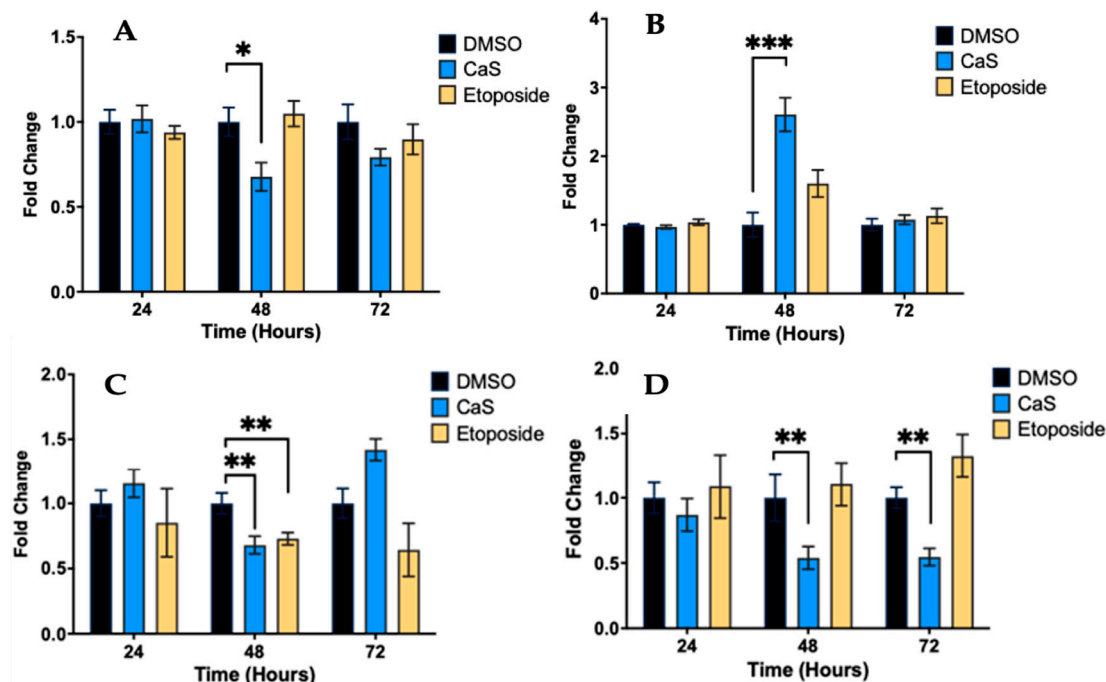 A
DMSO
CaS
Etoposide
Fold Change
1.5
1.0
0.5
0.0
*
24
48
72
Time (Hours)
B
DMSO
CaS
Etoposide
Fold Change
4
3
2
1
0
***
24
48
72
Time (Hours)
C
DMSO
CaS
Etoposide
Fold Change
2.0
1.5
1.0
0.5
0.0
**
**
24
48
72
Time (Hours)
D
DMSO
CaS
Etoposide
Fold Change
2.0
1.5
1.0
0.5
0.0
**
**
24
48
72
Time (Hours)